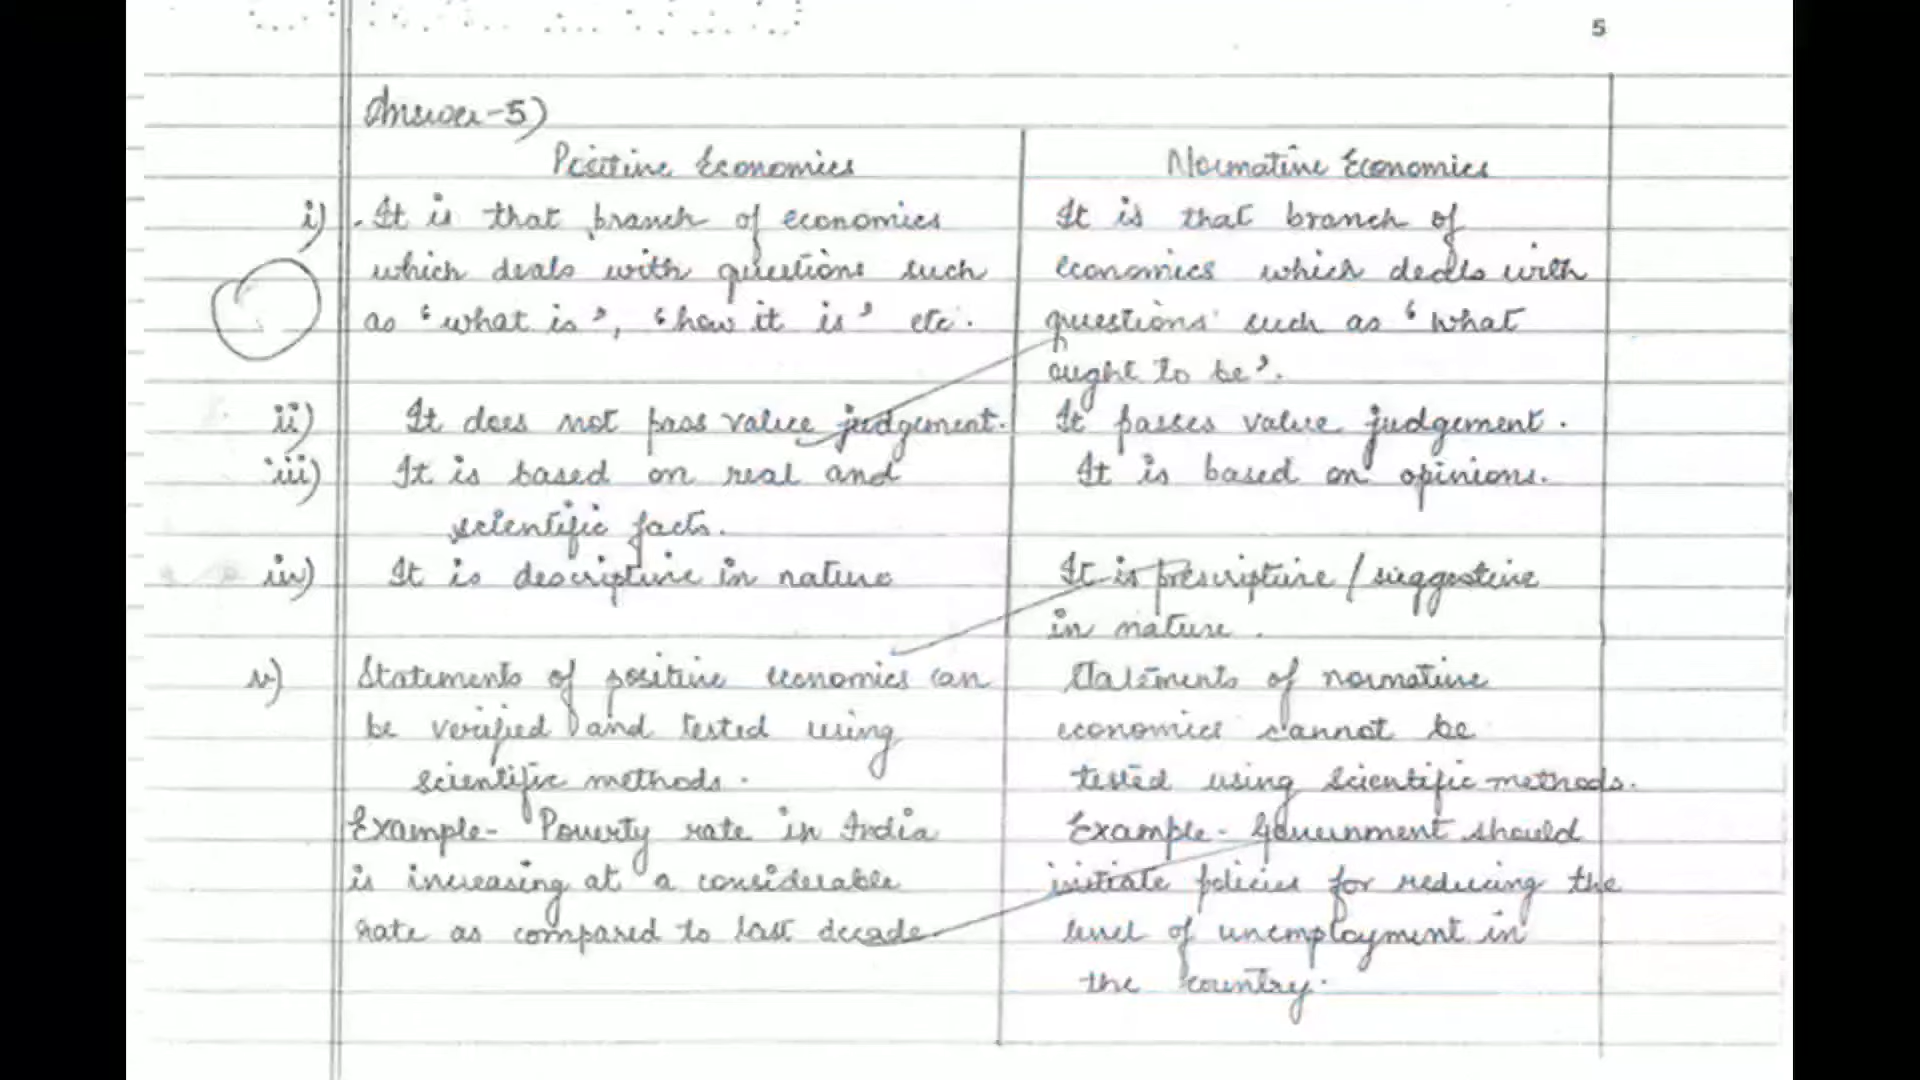 5
Answer-5)
Positive Economics
i) It is that branch of economics
which deals with questions such
as 'what is', 'how it is' etc.
ii) It does not pass value judgement.
iii) It is based on real and
scientific facts.
iv) It is descriptive in nature
v) Statements of positive economics can
be verified and tested using
scientific methods.
Example- Poverty rate in India
is increasing at a considerable
rate as compared to last decade
Normative Economics
It is that branch of
economics which deals with
questions such as 'what
ought to be'.
It passes value judgement.
It is based on opinions.
It is prescriptive / suggestive
in nature.
Statements of normative
economics cannot be
tested using scientific methods.
Example- Government should
initiate policies for reducing the
level of unemployment in
the country.